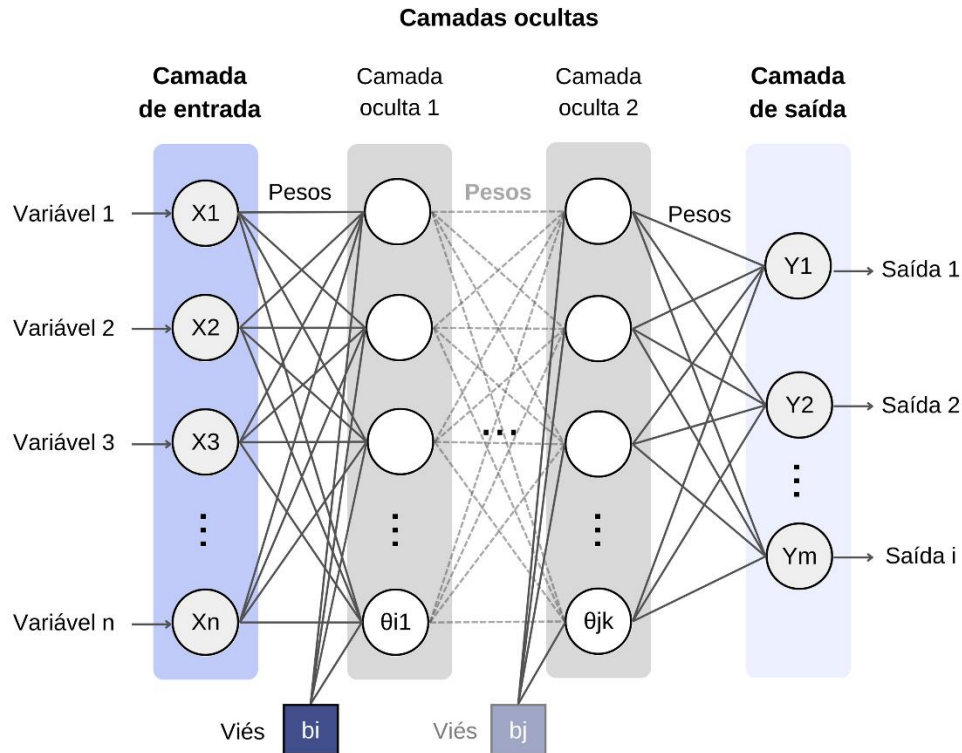 Camadas ocultas
Camada
de entrada
Camada
oculta 1
Camada
oculta 2
Camada
de saída
Pesos
Pesos
Pesos
Variável 1
X1
Y1
Saída 1
Variável 2
X2
Y2
Saída 2
Variável 3
X3
...
...
...
...
...
Ym
Saída i
Variável n
Xn
θi1
θjk
Viés
bi
Viés
bj